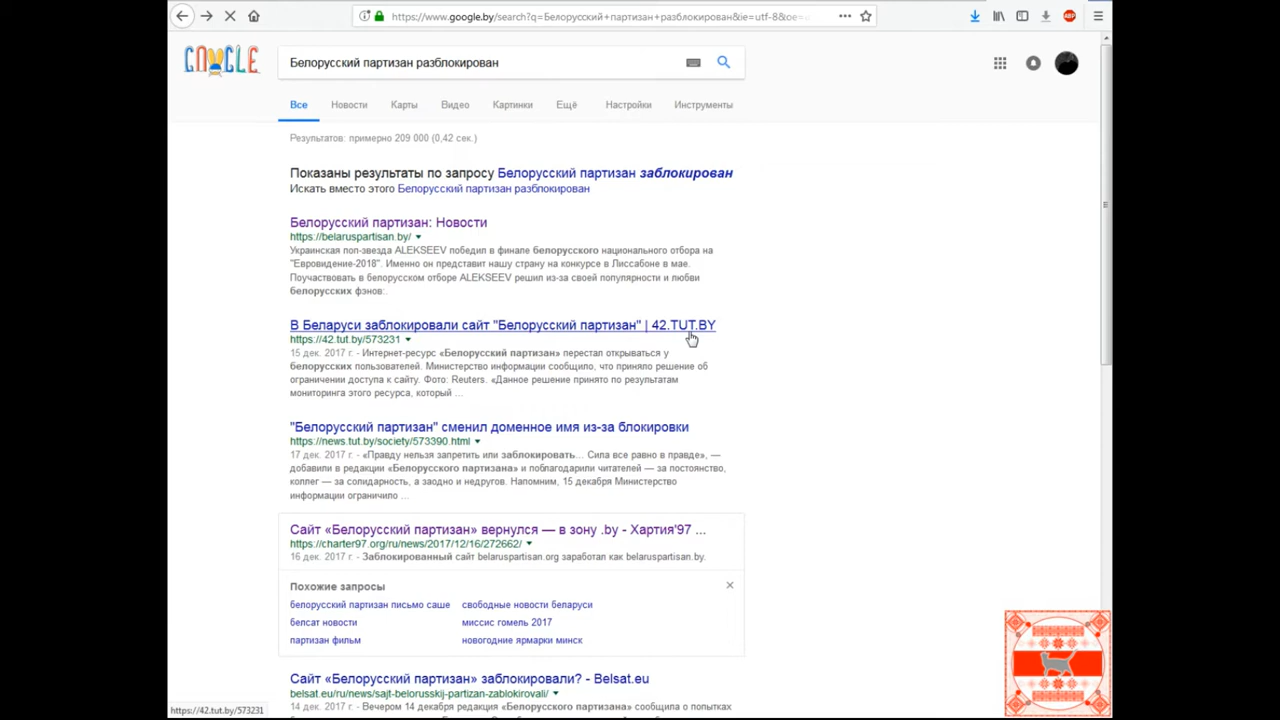 https://www.google.by/search?q=Белорусский+партизан+разблокирован&ie=utf-8&oe=
ABP
GOOGLE
Белорусский партизан разблокирован
Все Новости Карты Видео Картинки Ещё Настройки Инструменты
Результатов: примерно 209 000 (0,42 сек.)
Показаны результаты по запросу Белорусский партизан заблокирован
Искать вместо этого Белорусский партизан разблокирован
Белорусский партизан: Новости
https://belaruspartisan.by/
Украинская поп-звезда ALEKSEEV победил в финале белорусского национального отбора на
"Евровидение-2018". Именно он представит нашу страну на конкурсе в Лиссабоне в мае.
Поучаствовать в белорусском отборе ALEKSEEV решил из-за своей популярности и любви
белорусских фэнов:.
В Беларуси заблокировали сайт "Белорусский партизан" | 42.TUT.BY
https://42.tut.by/573231
15 дек. 2017 г. - Интернет-ресурс «Белорусский партизан» перестал открываться у
белорусских пользователей. Министерство информации сообщило, что приняло решение об
ограничении доступа к сайту. Фото: Reuters. «Данное решение принято по результатам
мониторинга этого ресурса, который ...
"Белорусский партизан" сменил доменное имя из-за блокировки
https://news.tut.by/society/573390.html
17 дек. 2017 г. - «Правду нельзя запретить или заблокировать... Сила все равно в правде», —
добавили в редакции «Белорусского партизана» и поблагодарили читателей — за постоянство,
коллег — за солидарность, а заодно и недругов. Напомним, 15 декабря Министерство
информации ограничило ...
Сайт «Белорусский партизан» вернулся — в зону .by - Хартия'97 ...
https://charter97.org/ru/news/2017/12/16/272662/
16 дек. 2017 г. - Заблокированный сайт belaruspartisan.org заработал как belaruspartisan.by.
Похожие запросы
белорусский партизан письмо саше свободные новости беларуси
белсат новости миссис гомель 2017
партизан фильм новогодние ярмарки минск
Сайт «Белорусский партизан» заблокировали? - Belsat.eu
belsat.eu/ru/news/sajt-belorusskij-partizan-zablokirovali/
14 дек. 2017 г. - Вечером 14 декабря редакция «Белорусского партизана» сообщила о попытках
https://42.tut.by/573231